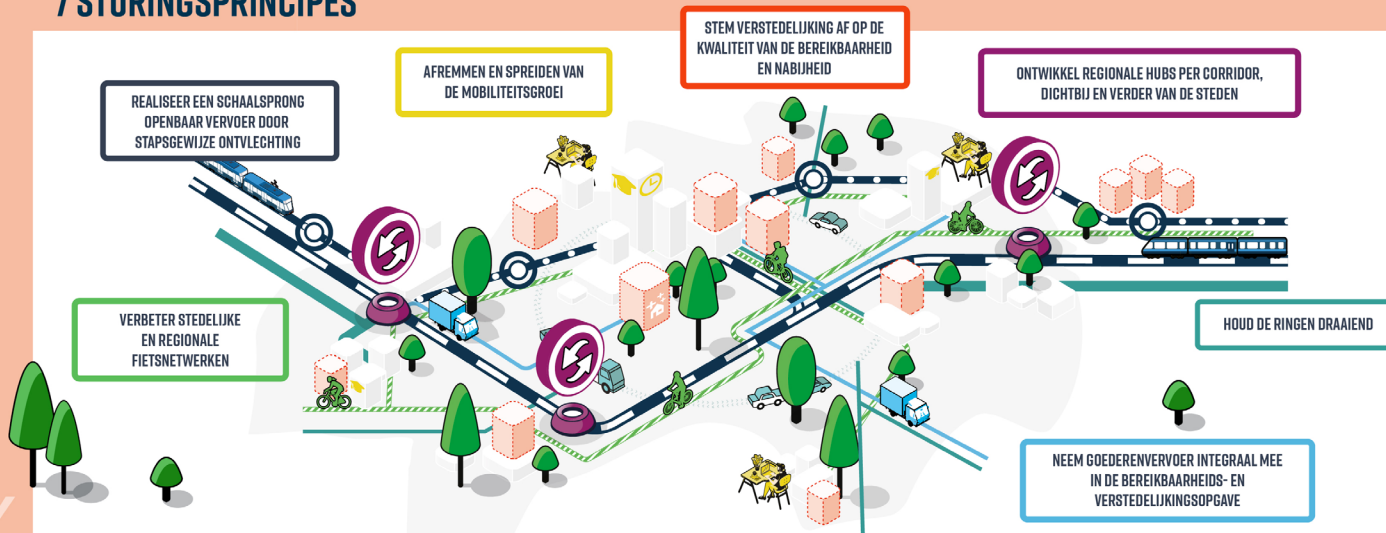 7 STURINGSPRINCIPES
STEM VERSTEDELIJKING AF OP DE
KWALITEIT VAN DE BEREIKBAARHEID
EN NABIJHEID
AFREMMEN EN SPREIDEN VAN
DE MOBILITEITSGROEI
ONTWIKKEL REGIONALE HUBS PER CORRIDOR,
DICHTBIJ EN VERDER VAN DE STEDEN
REALISEER EEN SCHAALSPRONG
OPENBAAR VERVOER DOOR
STAPSGEWIJZE ONTVLECHTING
VERBETER STEDELIJKE
EN REGIONALE
FIETSNETWERKEN
HOUD DE RINGEN DRAAIEND
NEEM GOEDERENVERVOER INTEGRAAL MEE
IN DE BEREIKBAARHEIDS- EN
VERSTEDELIJKINGSOPGAVE